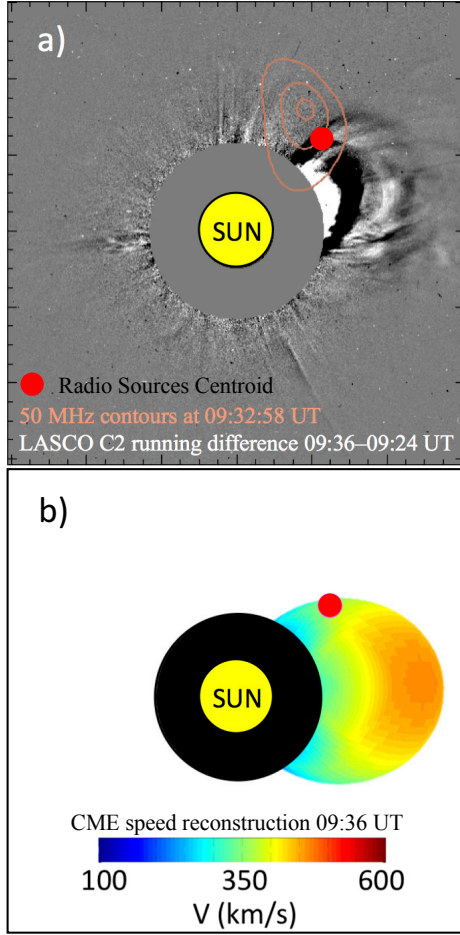 a)
SUN
Radio Sources Centroid
50 MHz contours at 09:32:58 UT
LASCO C2 running difference 09:36–09:24 UT
b)
SUN
CME speed reconstruction 09:36 UT
100 350 600
V (km/s)